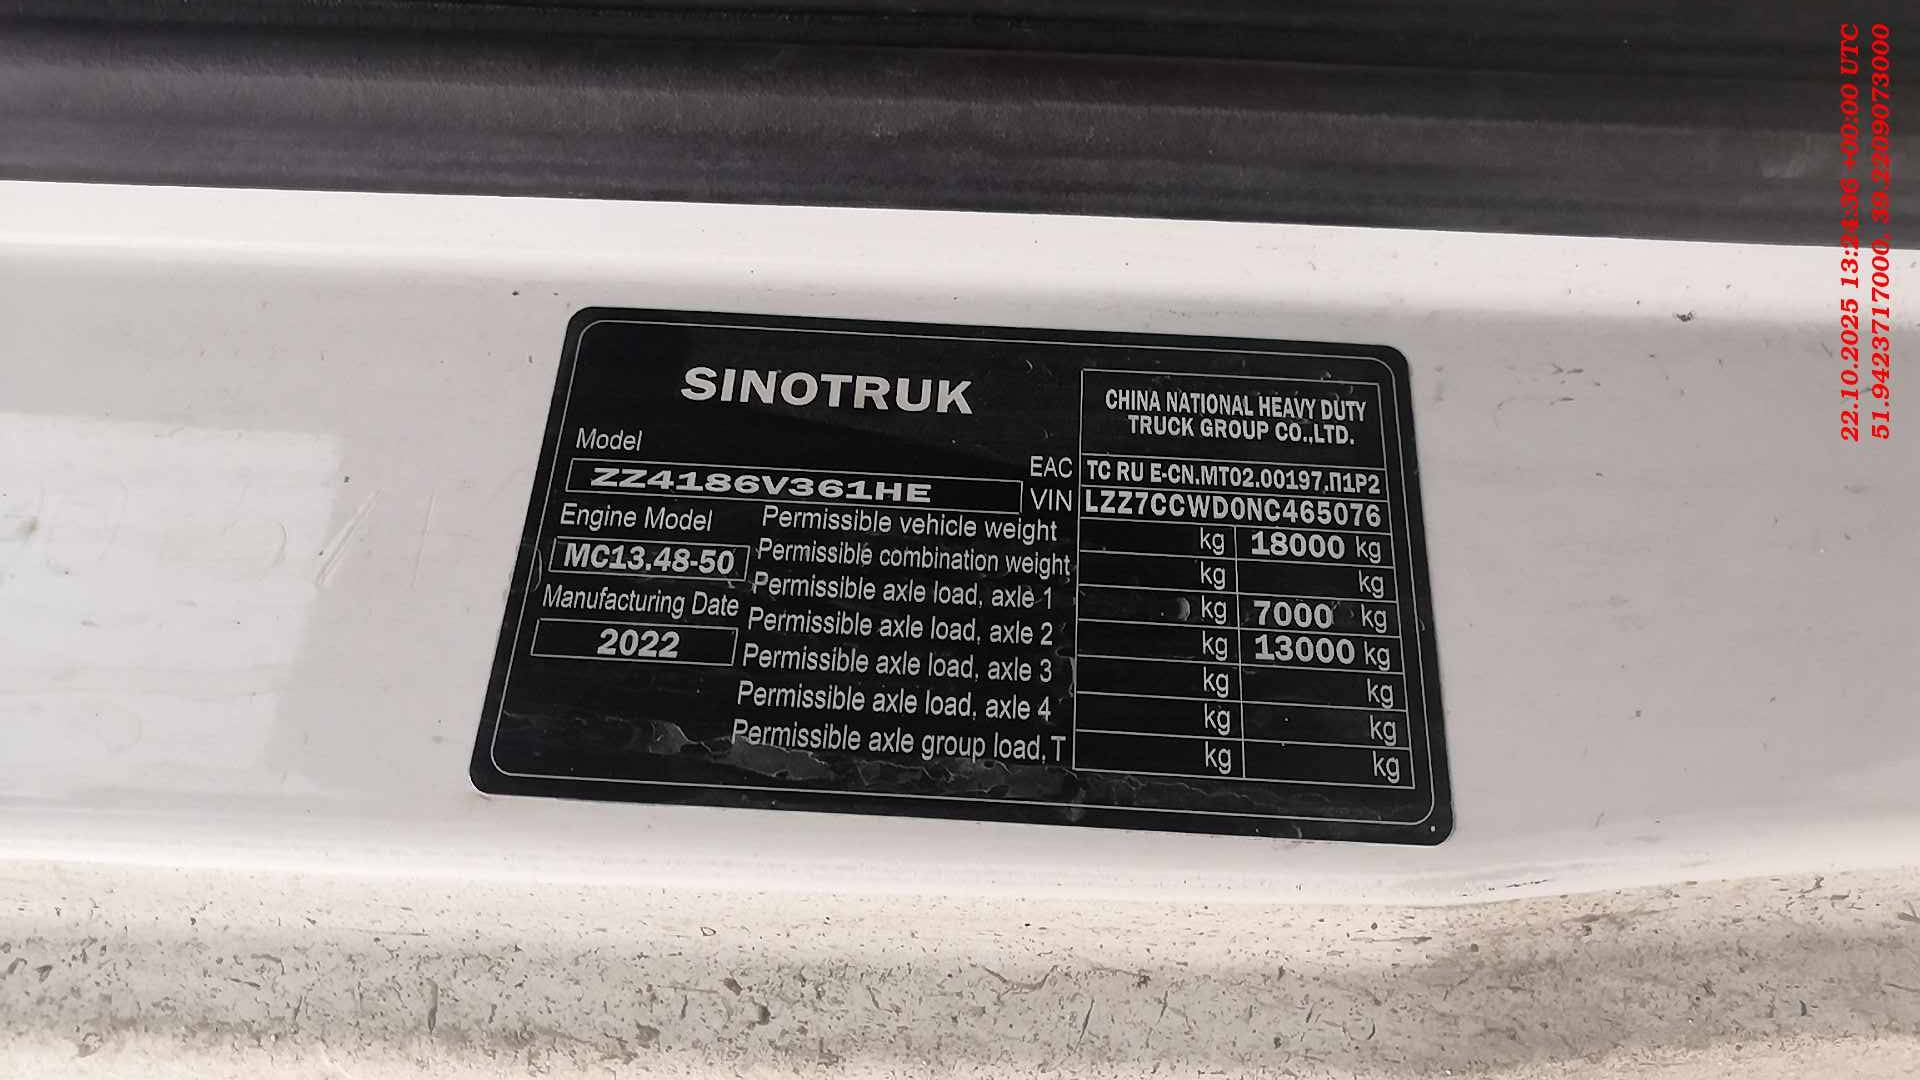 SINOTRUK
CHINA NATIONAL HEAVY DUTY
TRUCK GROUP CO.,LTD.
Model
ZZ4186V361HE
EAC TC RU E-CN.MT02.00197.П1P2
VIN LZZ7CCWD0NC465076
Engine Model
MC13.48-50
Manufacturing Date
2022
Permissible vehicle weight kg 18000 kg
Permissible combination weight kg kg
Permissible axle load, axle 1 kg 7000 kg
Permissible axle load, axle 2 kg 13000 kg
Permissible axle load, axle 3 kg kg
Permissible axle load, axle 4 kg kg
Permissible axle group load, T kg kg
22.10.2025 13:24:36 +00:00 UTC
51.94237717000, 39.2209073000